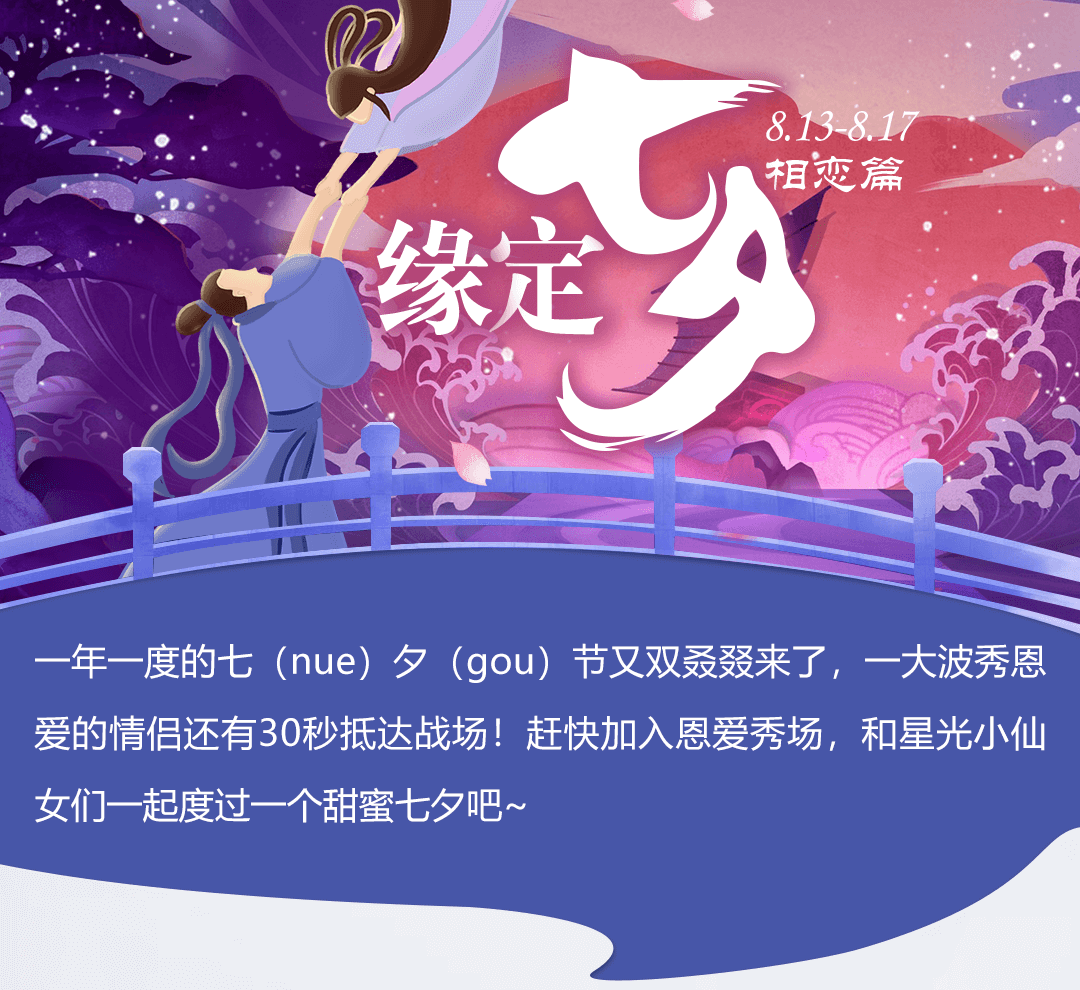 缘定七夕
8.13-8.17
相恋篇
一年一度的七（nue）夕（gou）节又双叒叕来了，一大波秀恩
爱的情侣还有30秒抵达战场！赶快加入恩爱秀场，和星光小仙
女们一起度过一个甜蜜七夕吧~